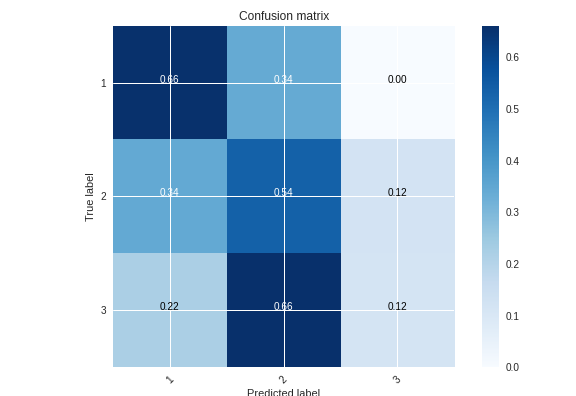 Confusion matrix
1 0.66 0.34 0.00 0.6
0.5
0.4
True label
2 0.34 0.54 0.12 0.3
0.2
3 0.22 0.66 0.12 0.1
0.0
1 2 3
Predicted label